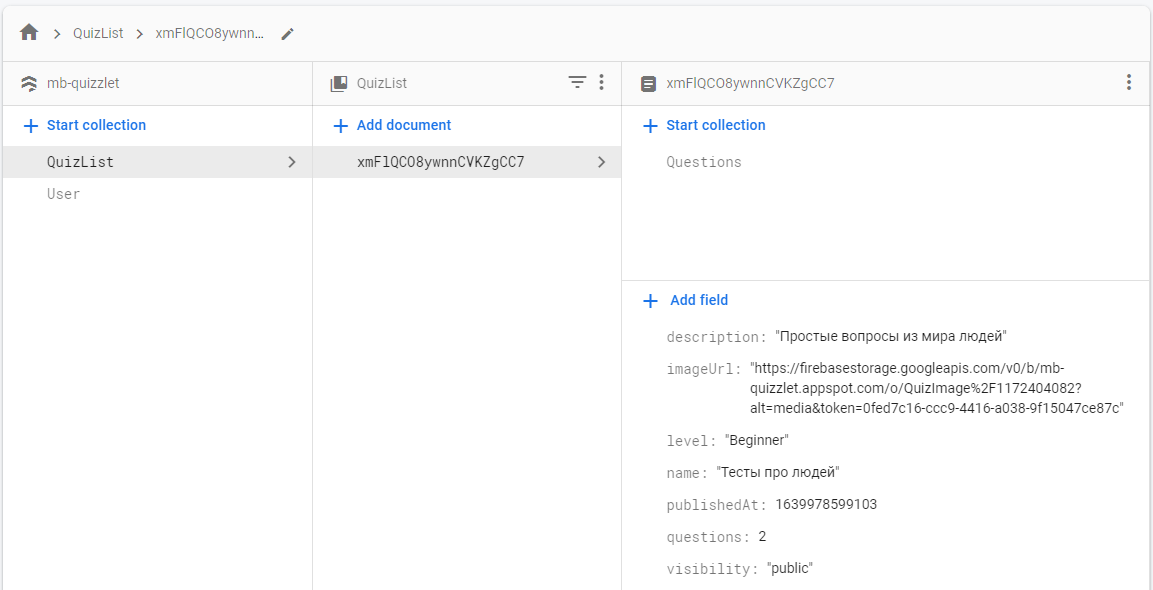 QuizList
xmFlQCO8ywnn...
mb-quizzlet
QuizList
xmFlQCO8ywnnCVKZgCC7
Start collection
Add document
Start collection
QuizList
xmFlQCO8ywnnCVKZgCC7
Questions
User
Add field
description: "Простые вопросы из мира людей"
imageUrl: "https://firebasestorage.googleapis.com/v0/b/mb-
quizzlet.appspot.com/o/QuizImage%2F1172404082?
alt=media&token=0fed7c16-ccc9-4416-a038-9f15047ce87c"
level: "Beginner"
name: "Тесты про людей"
publishedAt: 1639978599103
questions: 2
visibility: "public"